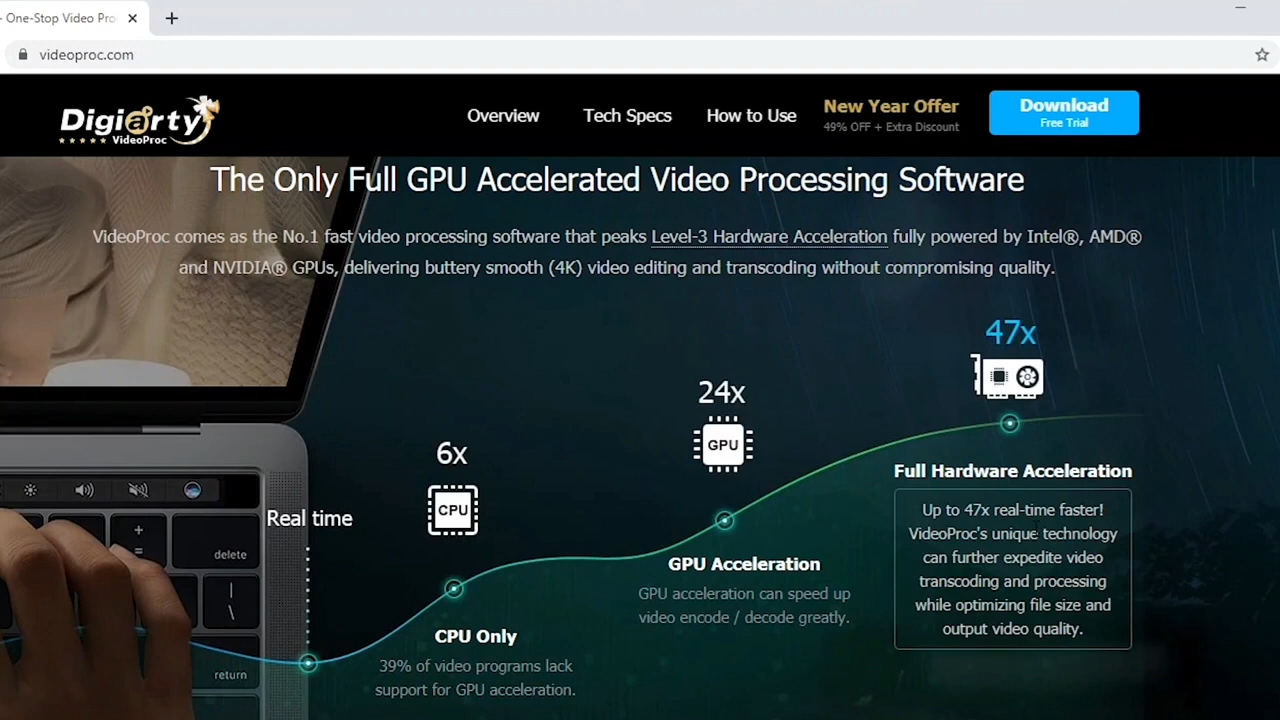 - One-Stop Video Pro
videoproc.com
Digiarty
VideoProc
Overview
Tech Specs
How to Use
New Year Offer
49% OFF + Extra Discount
Download
Free Trial
The Only Full GPU Accelerated Video Processing Software
VideoProc comes as the No.1 fast video processing software that peaks Level-3 Hardware Acceleration fully powered by Intel®, AMD®
and NVIDIA® GPUs, delivering buttery smooth (4K) video editing and transcoding without compromising quality.
47x
24x
GPU
6x
CPU
Real time
Full Hardware Acceleration
Up to 47x real-time faster!
VideoProc's unique technology
can further expedite video
transcoding and processing
while optimizing file size and
output video quality.
GPU Acceleration
GPU acceleration can speed up
video encode / decode greatly.
CPU Only
39% of video programs lack
support for GPU acceleration.
+
=
delete
|
\
return